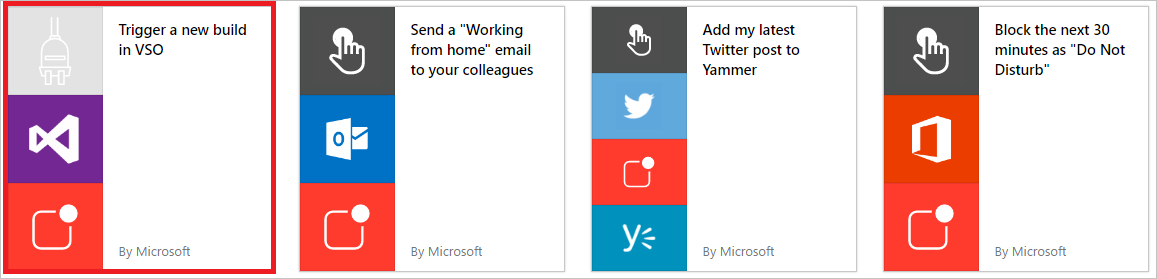 Trigger a new build
in VSO
By Microsoft
Send a "Working
from home" email
to your colleagues
By Microsoft
Add my latest
Twitter post to
Yammer
By Microsoft
Block the next 30
minutes as "Do Not
Disturb"
By Microsoft